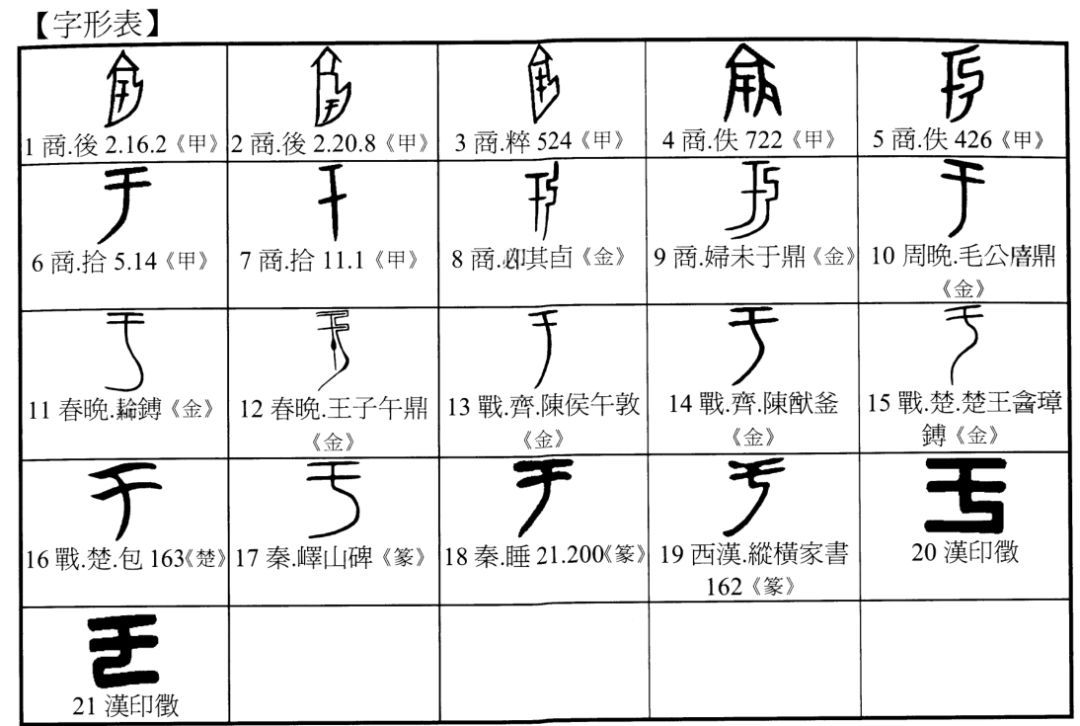 【字形表】
1 商.後 2.16.2《甲》
2 商.後 2.20.8《甲》
3 商.粹 524《甲》
4 商.佚 722《甲》
5 商.佚 426《甲》
6 商.拾 5.14《甲》
7 商.拾 11.1《甲》
8 商.𠨘其卣《金》
9 商.婦未于鼎《金》
10 周晚.毛公𢊁鼎
《金》
11 春晚.鎛《金》
12 春晚.王子午鼎
《金》
13 戰.齊.陳侯午敦
《金》
14 戰.齊.陳猷釜
《金》
15 戰.楚.楚王酓璋
鎛《金》
16 戰.楚.包 163《楚》
17 秦.嶧山碑《篆》
18 秦.睡 21.200《篆》
19 西漢.縱橫家書
162《篆》
20 漢印徵
21 漢印徵